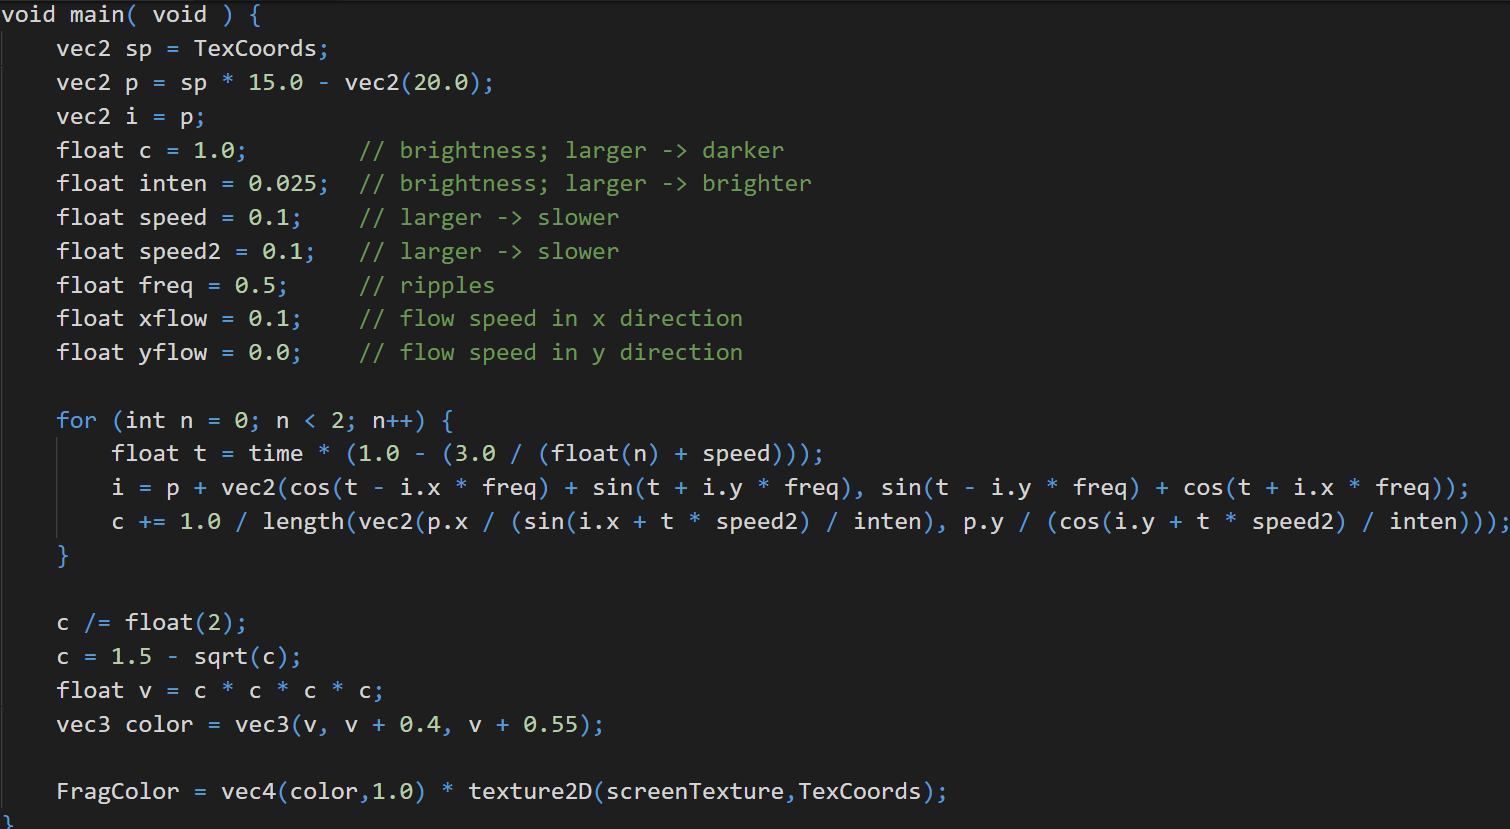 void main( void ) {
    vec2 sp = TexCoords;
    vec2 p = sp * 15.0 - vec2(20.0);
    vec2 i = p;
    float c = 1.0;        // brightness; larger -> darker
    float inten = 0.025;  // brightness; larger -> brighter
    float speed = 0.1;    // larger -> slower
    float speed2 = 0.1;   // larger -> slower
    float freq = 0.5;     // ripples
    float xflow = 0.1;    // flow speed in x direction
    float yflow = 0.0;    // flow speed in y direction

    for (int n = 0; n < 2; n++) {
        float t = time * (1.0 - (3.0 / (float(n) + speed)));
        i = p + vec2(cos(t - i.x * freq) + sin(t + i.y * freq), sin(t - i.y * freq) + cos(t + i.x * freq));
        c += 1.0 / length(vec2(p.x / (sin(i.x + t * speed2) / inten), p.y / (cos(i.y + t * speed2) / inten)));
    }

    c /= float(2);
    c = 1.5 - sqrt(c);
    float v = c * c * c * c;
    vec3 color = vec3(v, v + 0.4, v + 0.55);

    FragColor = vec4(color,1.0) * texture2D(screenTexture,TexCoords);
}